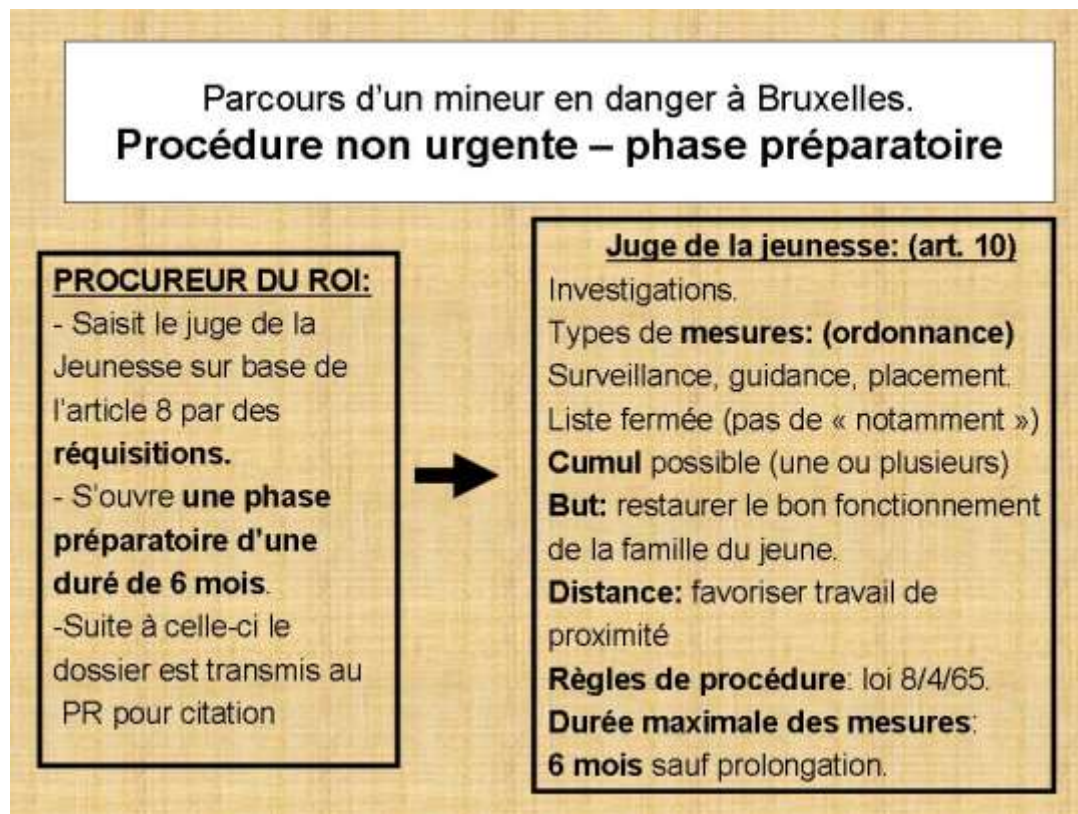 Parcours d'un mineur en danger à Bruxelles.
Procédure non urgente – phase préparatoire
PROCUREUR DU ROI:
- Saisit le juge de la
Jeunesse sur base de
l'article 8 par des
réquisitions.
- S'ouvre une phase
préparatoire d'une
duré de 6 mois.
-Suite à celle-ci le
dossier est transmis au
PR pour citation
Juge de la jeunesse: (art. 10)
Investigations.
Types de mesures: (ordonnance)
Surveillance, guidance, placement.
Liste fermée (pas de « notamment »)
Cumul possible (une ou plusieurs)
But: restaurer le bon fonctionnement
de la famille du jeune.
Distance: favoriser travail de
proximité
Règles de procédure: loi 8/4/65.
Durée maximale des mesures:
6 mois sauf prolongation.